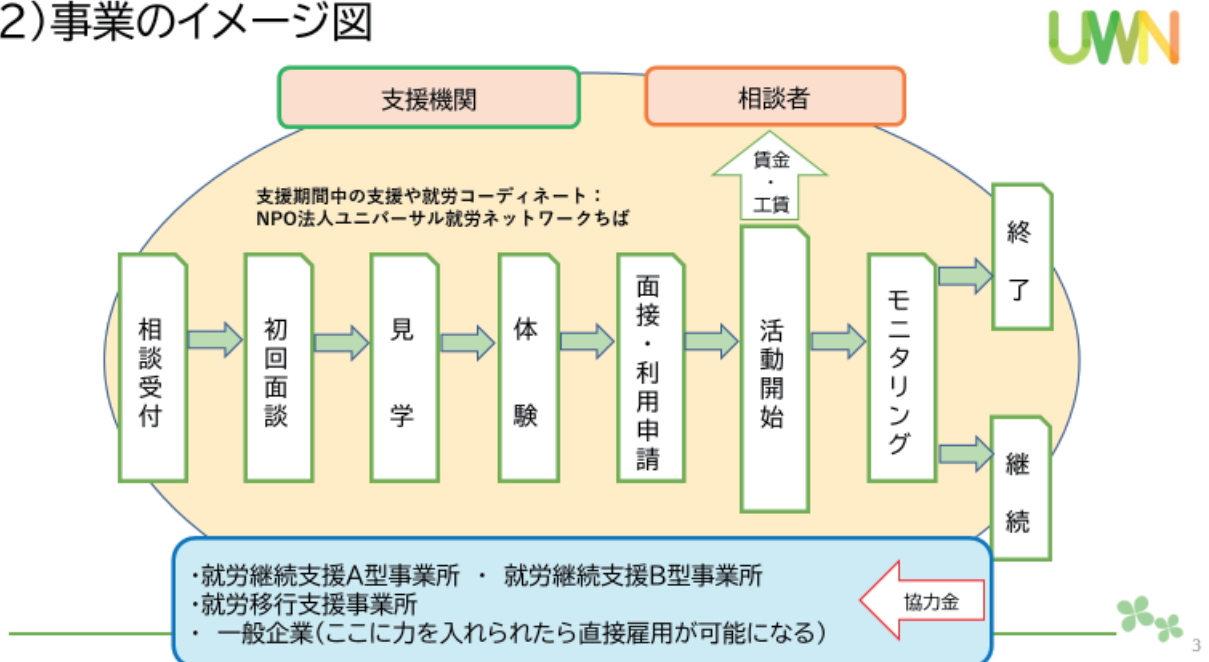 2)事業のイメージ図
UWN
支援機関
相談者
賃金
・
工賃
支援期間中の支援や就労コーディネート：
NPO法人ユニバーサル就労ネットワークちば
相談受付
初回面談
見学
体験
面接・利用申請
活動開始
モニタリング
終了
継続
・就労継続支援A型事業所 ・ 就労継続支援B型事業所
・就労移行支援事業所
・ 一般企業(ここに力を入れられたら直接雇用が可能になる)
協力金
3